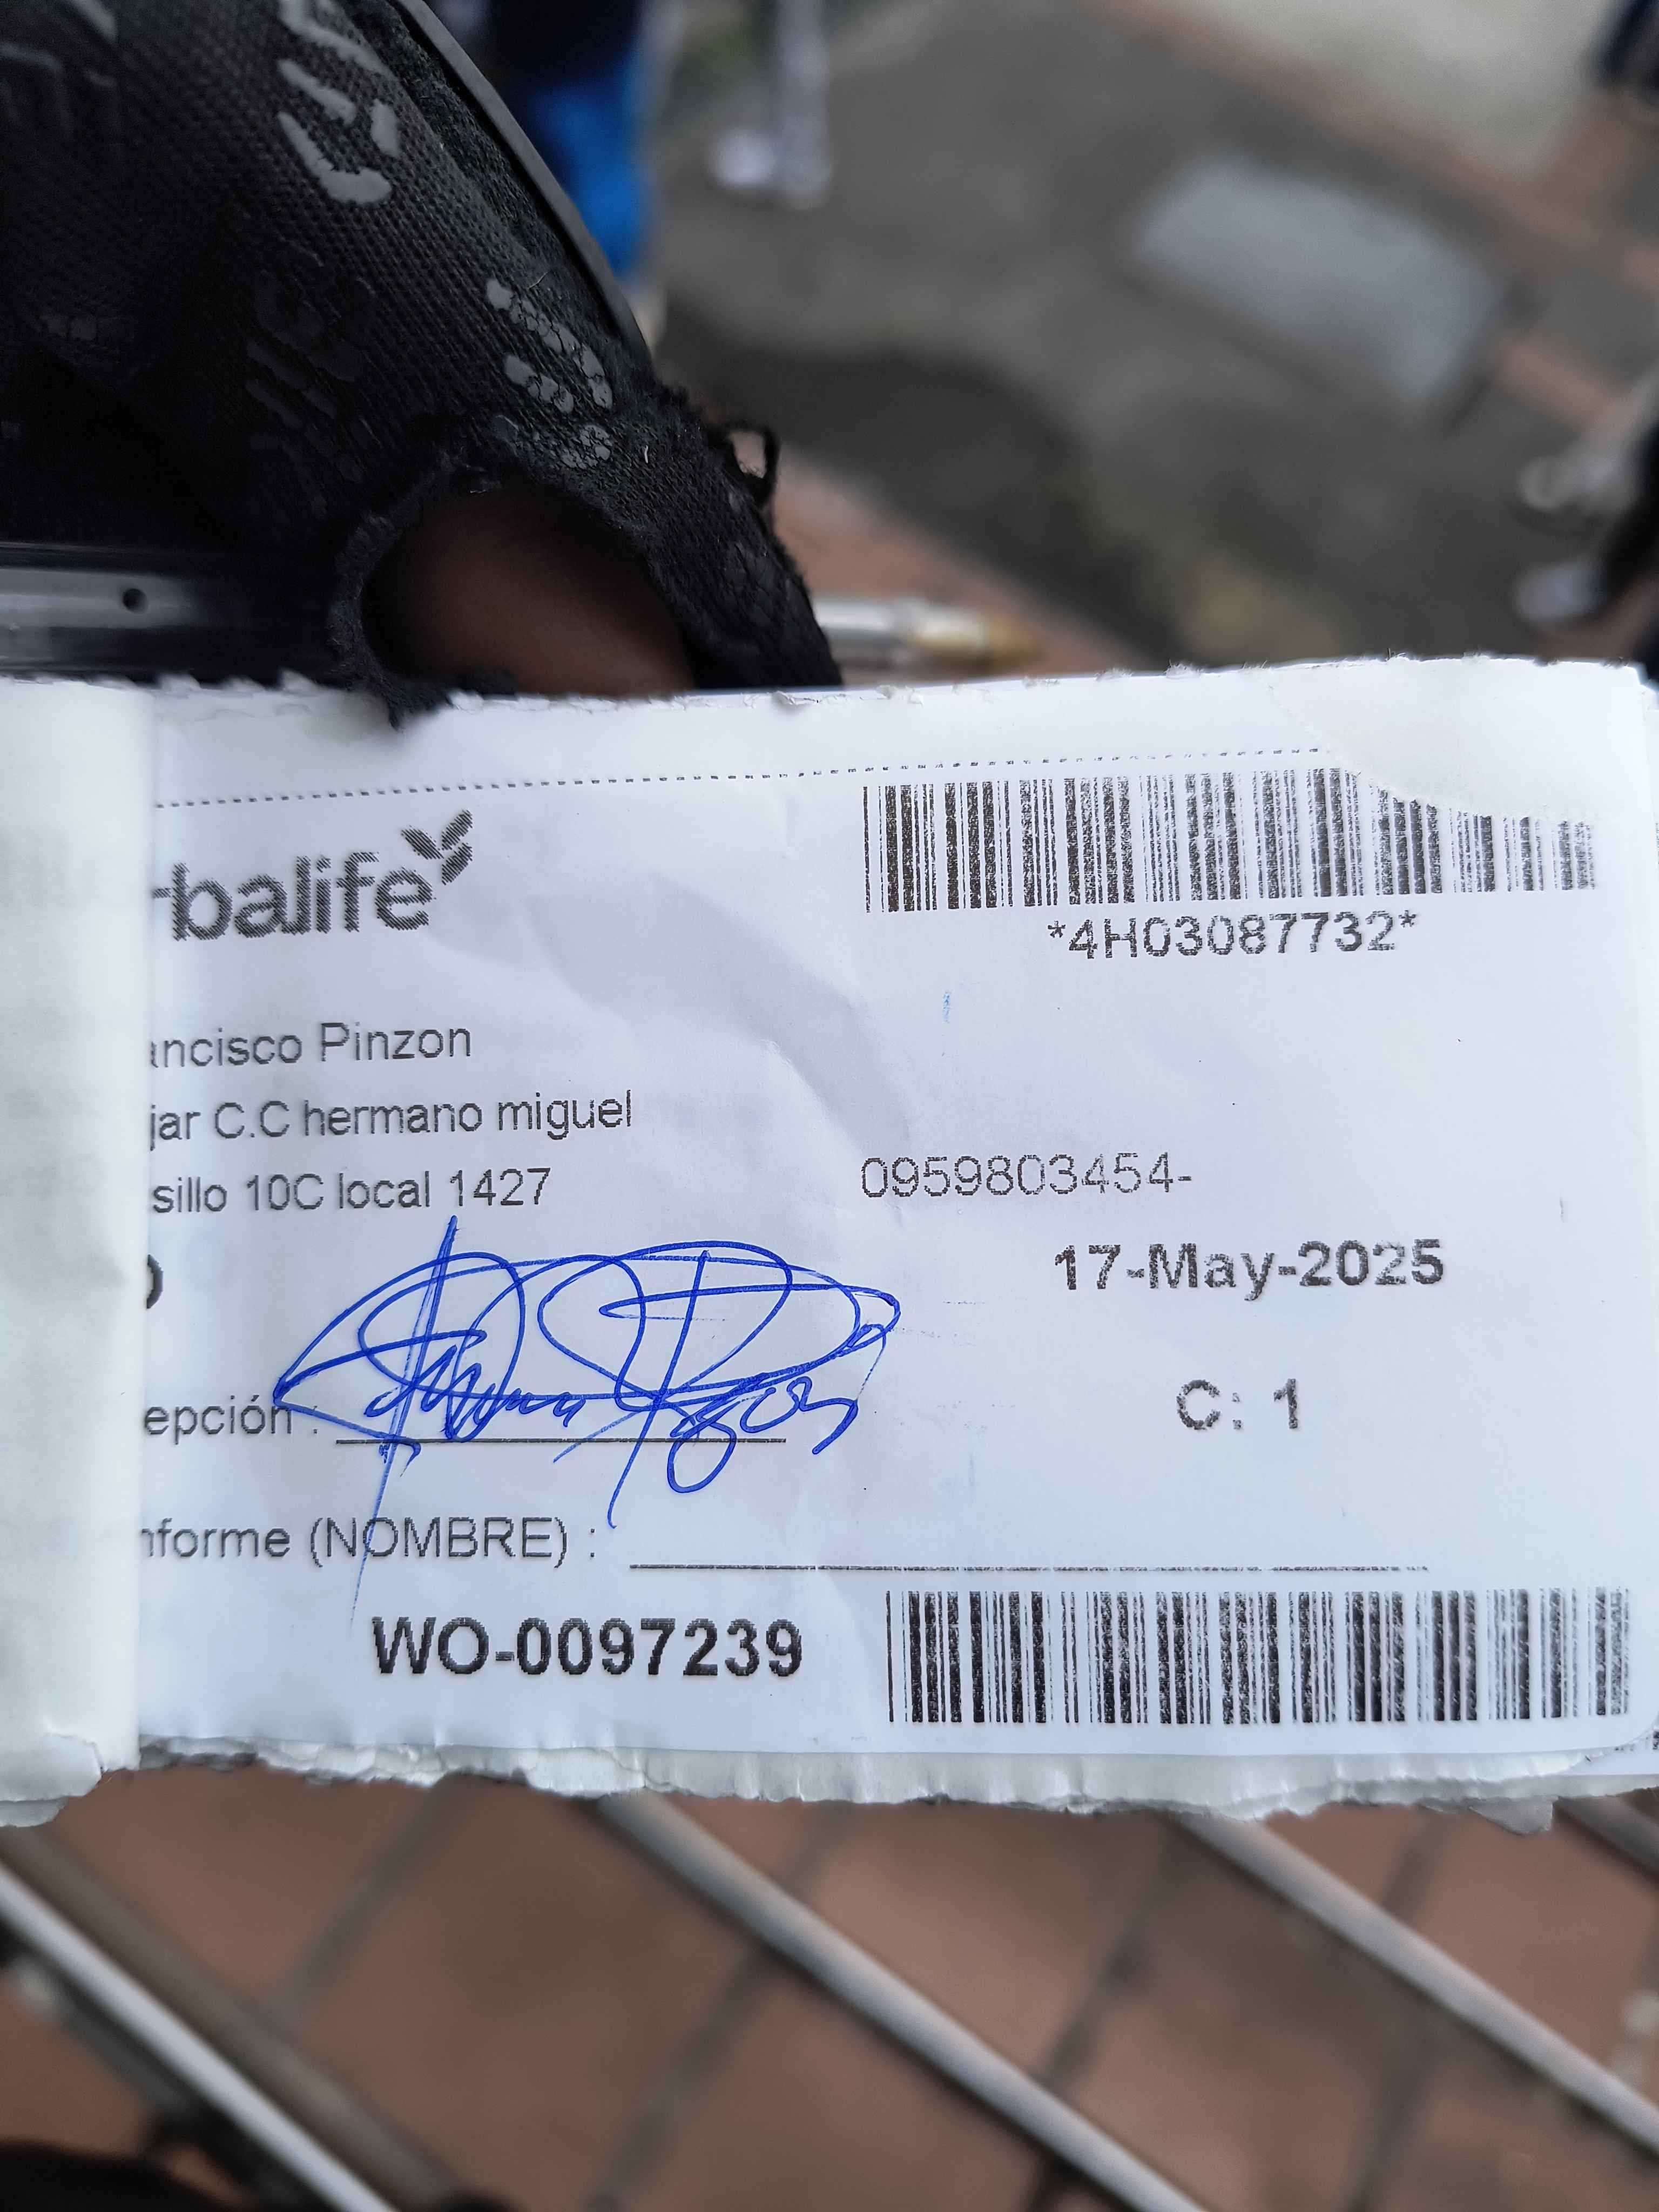 rbalife
*4H03087732*
ancisco Pinzon
jar C.C hermano miguel
sillo 10C local 1427
0959803454-
17-May-2025
epción :
C: 1
nforme (NOMBRE) :
WO-0097239